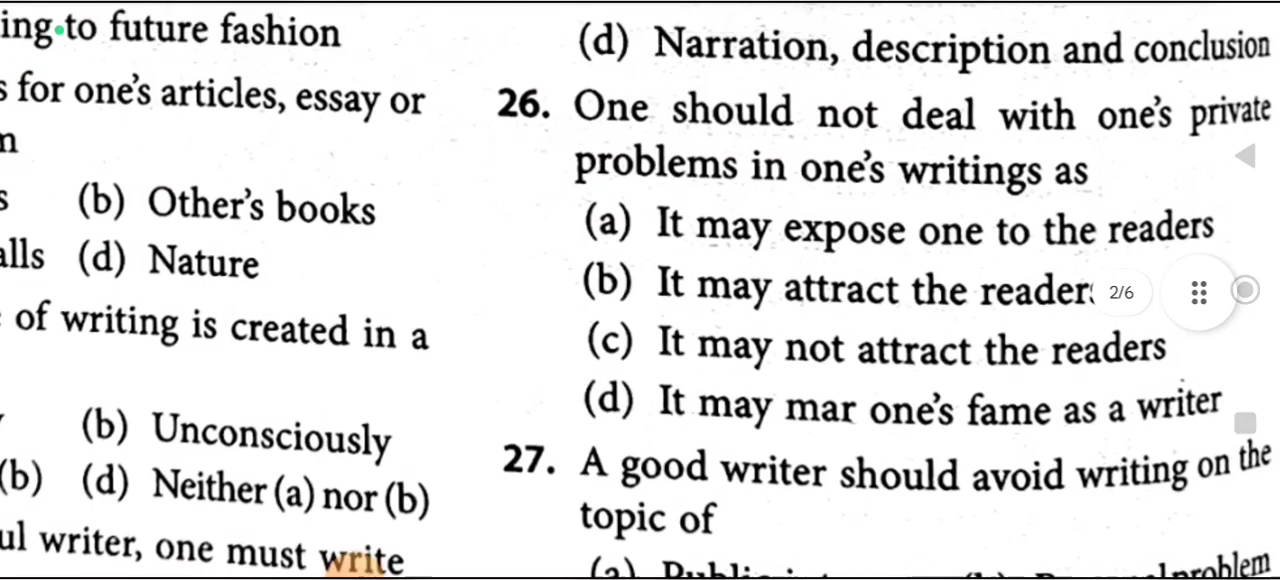 ing to future fashion
s for one's articles, essay or
n
s (b) Other's books
alls (d) Nature
of writing is created in a
(b) Unconsciously
(b) (d) Neither (a) nor (b)
ul writer, one must write
(d) Narration, description and conclusion
26. One should not deal with one's private
problems in one's writings as
(a) It may expose one to the readers
(b) It may attract the readers
(c) It may not attract the readers
(d) It may mar one's fame as a writer
27. A good writer should avoid writing on the
topic of
(a)
problem
2/6